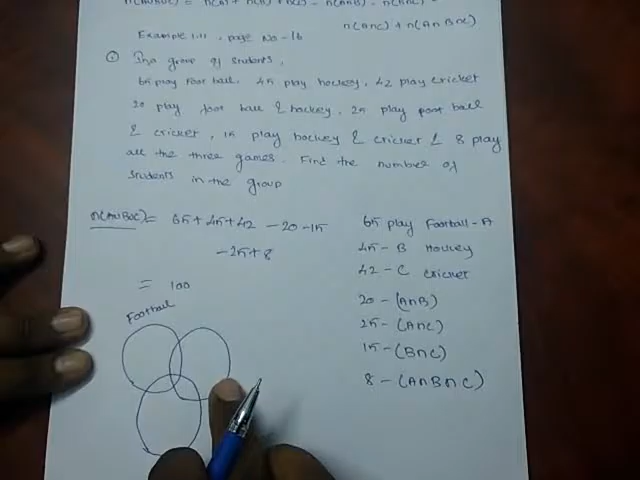 n(AUBUC) = n(A) + n(B) + n(C) - n(A∩B) - n(B∩C) -
n(A∩C) + n(A∩B∩C)
Example 1.11, page No - 16
① In a group of students,
65 play foot ball, 45 play hockey, 42 play cricket
20 play foot ball & hockey, 25 play foot ball
& cricket, 15 play hockey & cricket & 8 play
all the three games. Find the number of
students in the group
n(AUBUC) = 65 + 45 + 42 - 20 - 15
- 25 + 8
= 100
Football
65 play Football - A
45 - B Hockey
42 - C cricket
20 - (A∩B)
25 - (A∩C)
15 - (B∩C)
8 - (A∩B∩C)